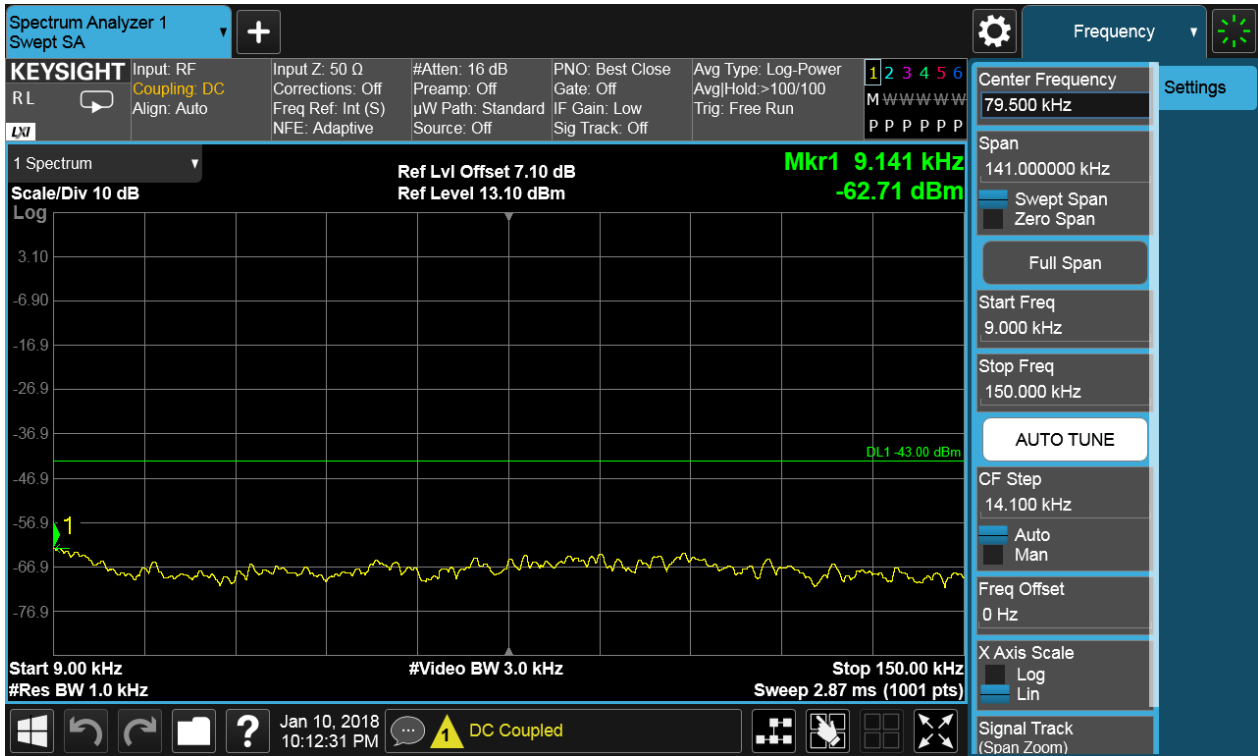 Spectrum Analyzer 1
Swept SA
+
Frequency
KEYSIGHT
RL
LXI
Input: RF
Coupling: DC
Align: Auto
Input Z: 50 Ω
Corrections: Off
Freq Ref: Int (S)
NFE: Adaptive
#Atten: 16 dB
Preamp: Off
µW Path: Standard
Source: Off
PNO: Best Close
Gate: Off
IF Gain: Low
Sig Track: Off
Avg Type: Log-Power
Avg|Hold:>100/100
Trig: Free Run
1 2 3 4 5 6
M W W W W W
P P P P P P
1 Spectrum
Scale/Div 10 dB
Log
Ref Lvl Offset 7.10 dB
Ref Level 13.10 dBm
Mkr1 9.141 kHz
-62.71 dBm
3.10
-6.90
-16.9
-26.9
-36.9
-46.9
-56.9
-66.9
-76.9
DL1 -43.00 dBm
1
Start 9.00 kHz
#Video BW 3.0 kHz
Stop 150.00 kHz
#Res BW 1.0 kHz
Sweep 2.87 ms (1001 pts)
Center Frequency
79.500 kHz
Settings
Span
141.000000 kHz
Swept Span
Zero Span
Full Span
Start Freq
9.000 kHz
Stop Freq
150.000 kHz
AUTO TUNE
CF Step
14.100 kHz
Auto
Man
Freq Offset
0 Hz
X Axis Scale
Log
Lin
Signal Track
(Span Zoom)
?
Jan 10, 2018
10:12:31 PM
1
DC Coupled